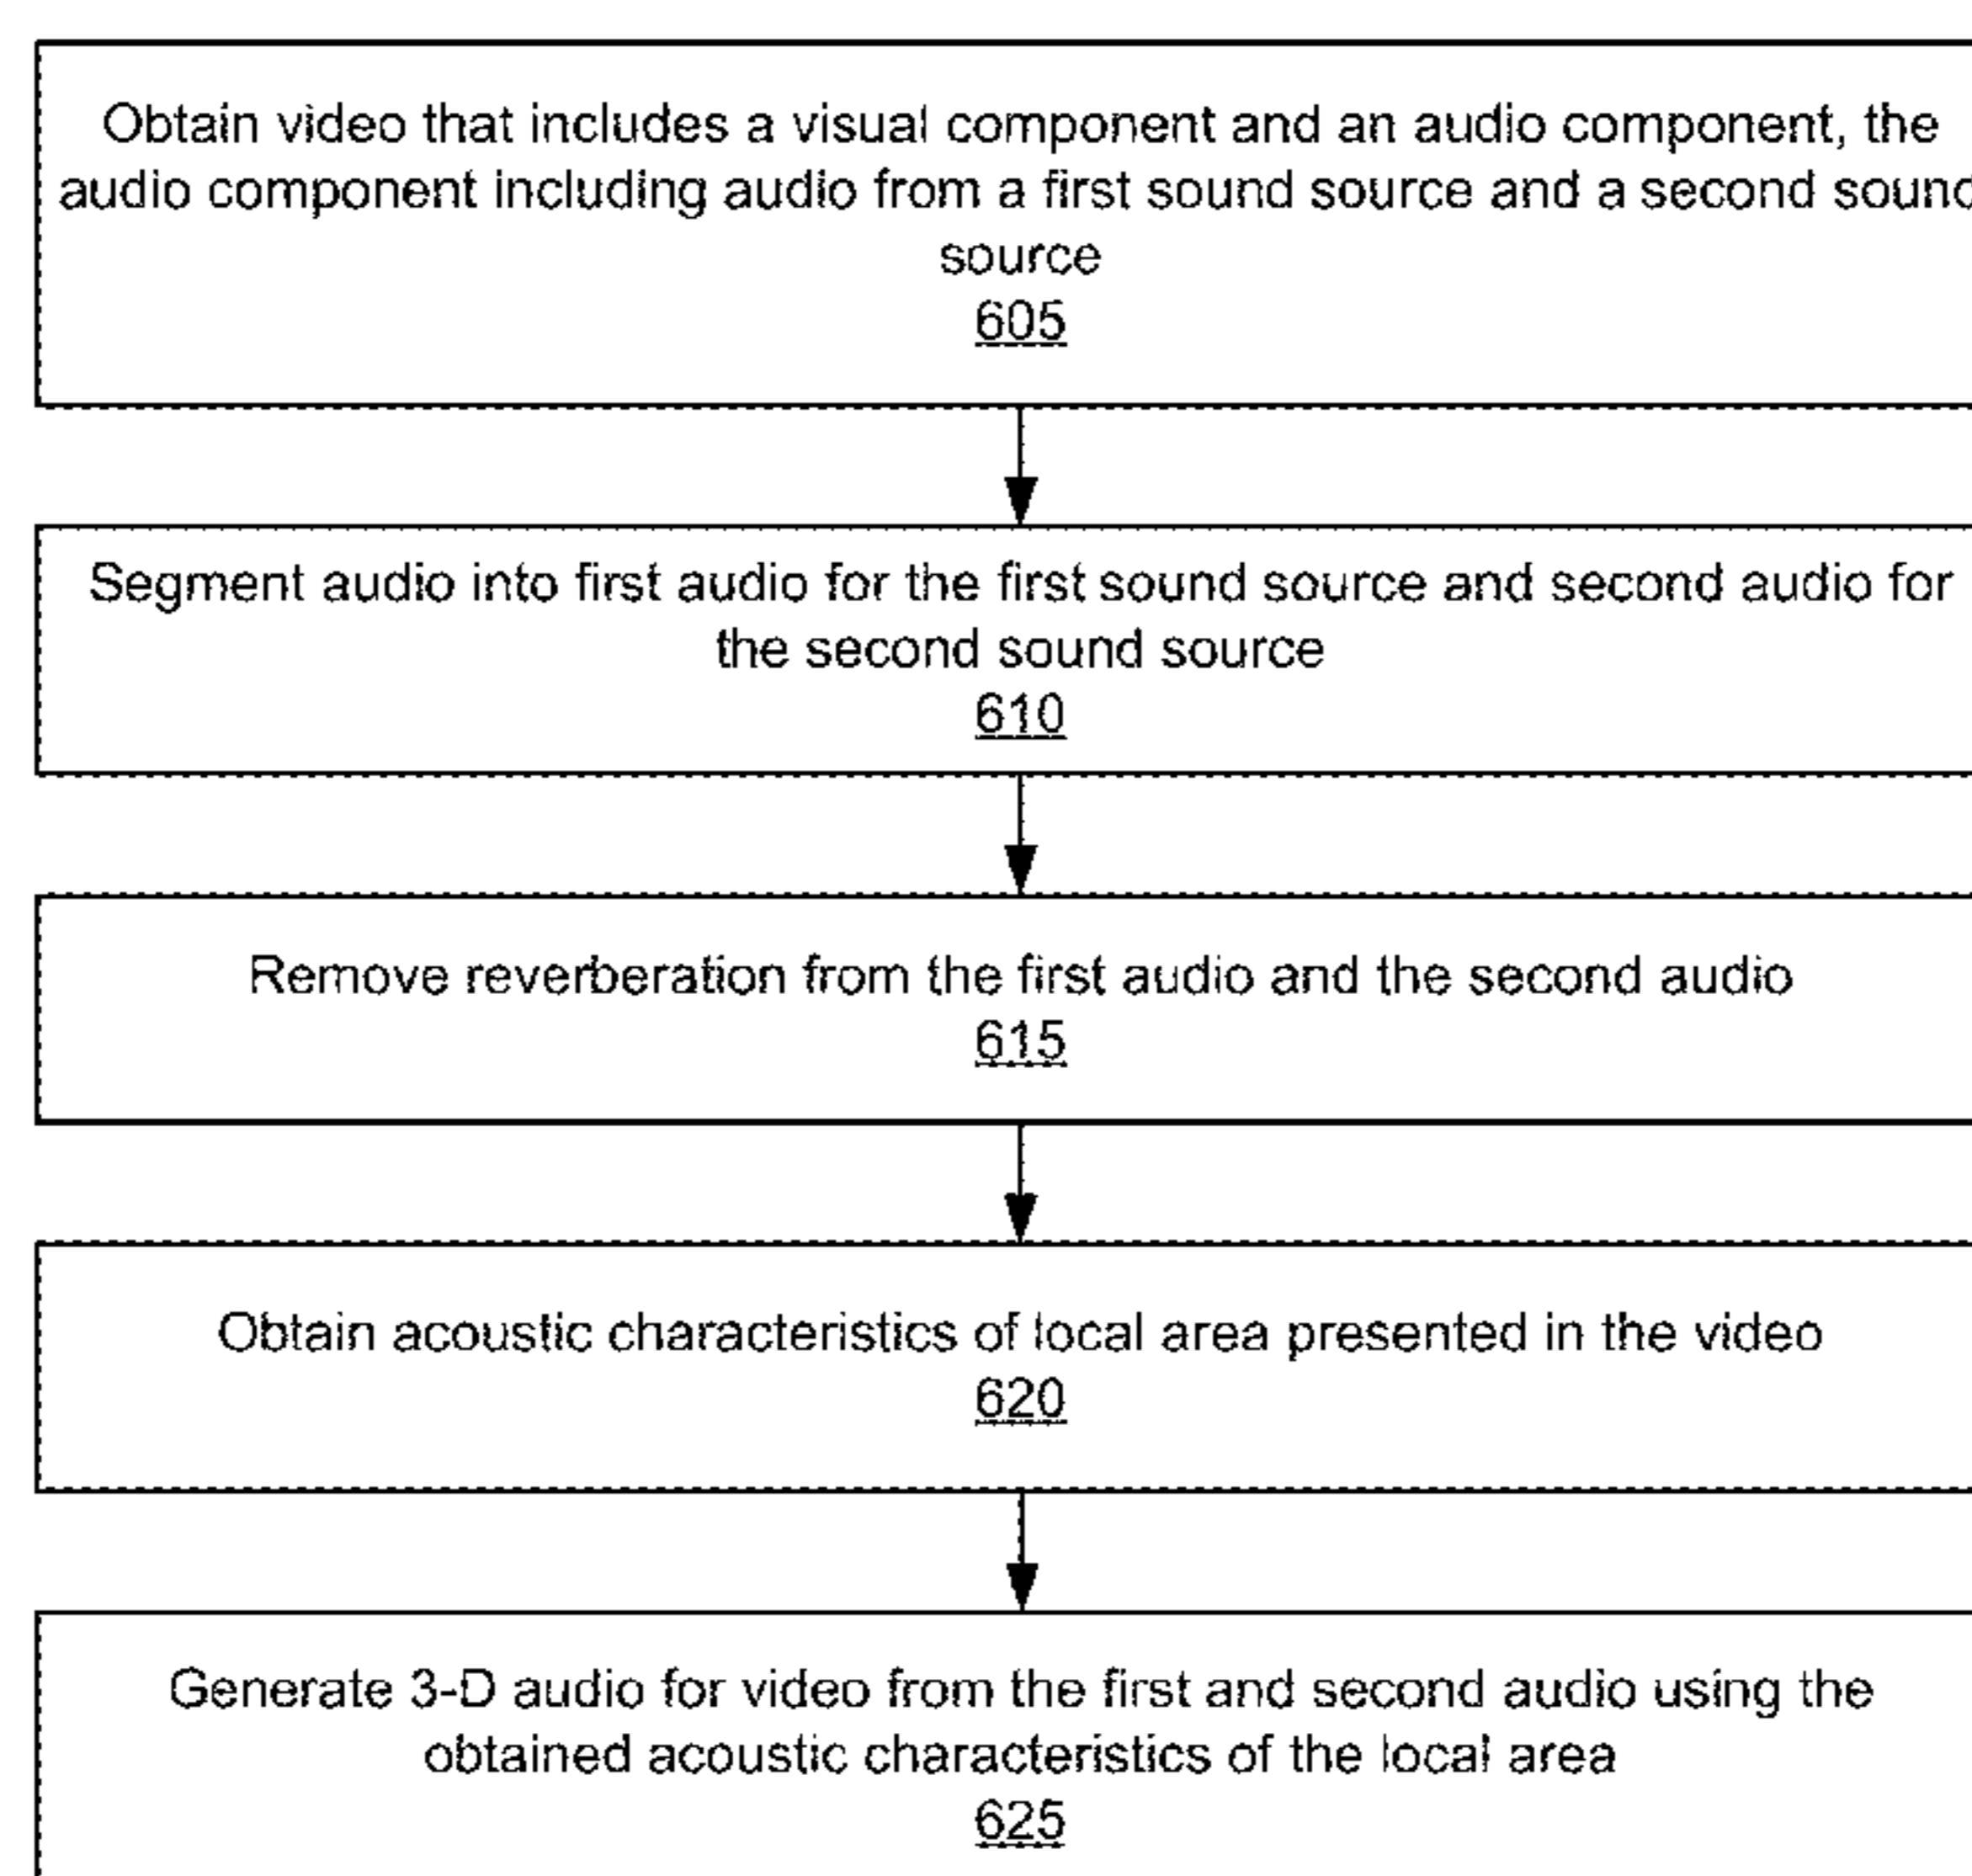 Obtain video that includes a visual component and an audio component, the
audio component including audio from a first sound source and a second sound
source
605
Segment audio into first audio for the first sound source and second audio for
the second sound source
610
Remove reverberation from the first audio and the second audio
615
Obtain acoustic characteristics of local area presented in the video
620
Generate 3-D audio for video from the first and second audio using the
obtained acoustic characteristics of the local area
625